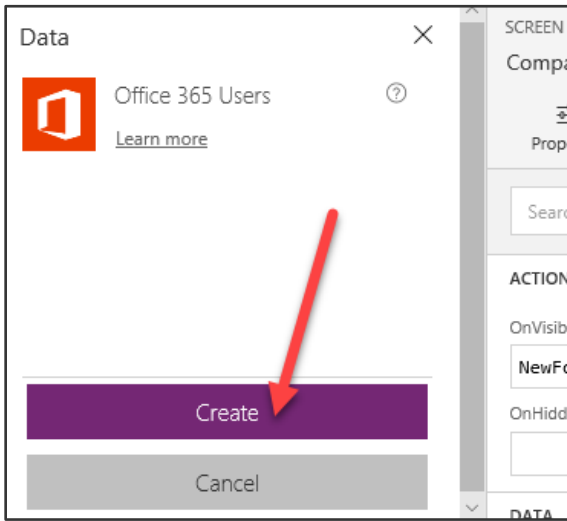 Data
Office 365 Users
Learn more
Create
Cancel
SCREEN
Compa
Prop
Searc
ACTION
OnVisib
NewFo
OnHidd
DATA